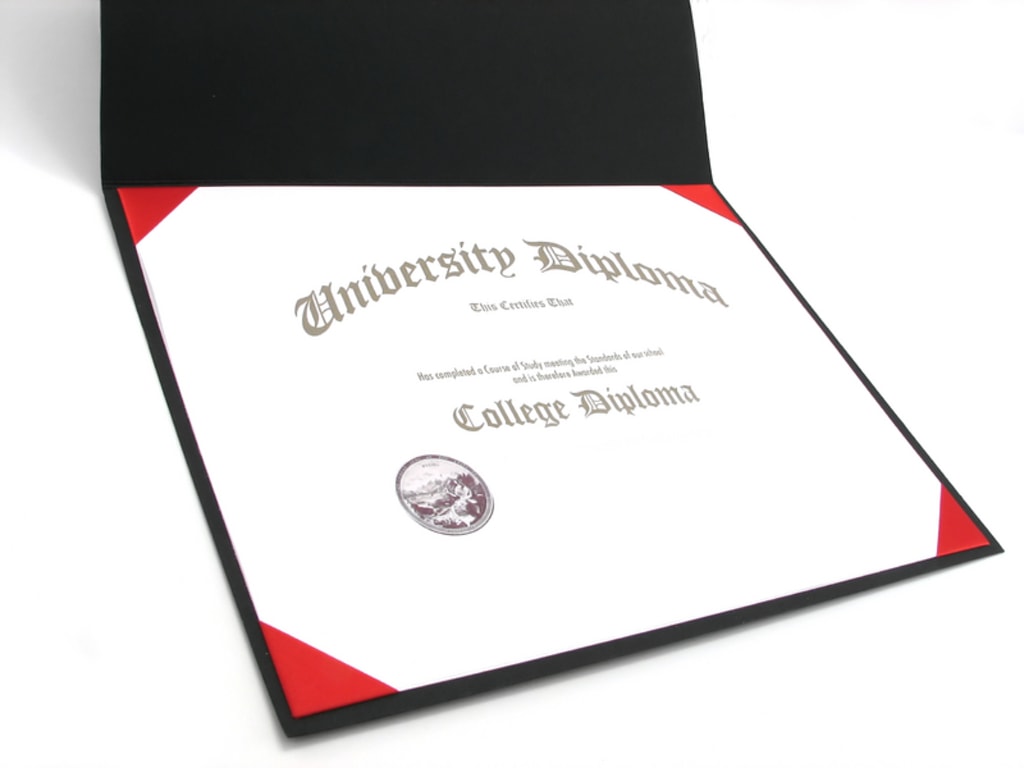 University Diploma
This Certifies That
Has completed a Course of Study meeting the Standards of our school
and is therefore Awarded this
College Diploma